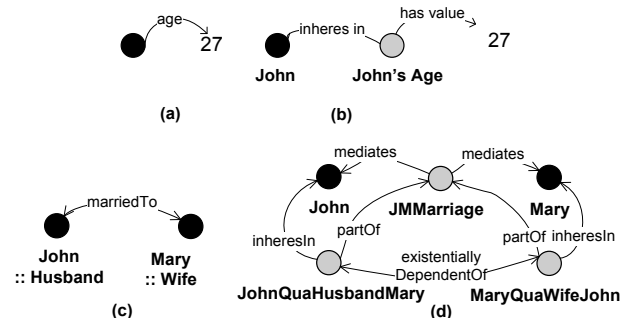 age
27
(a)
inheres in
has value
27
John
John's Age
(b)
marriedTo
John
:: Husband
Mary
:: Wife
(c)
mediates
mediates
John
JMMarriage
Mary
inheresIn
partOf
existentially
DependentOf
partOf
inheresIn
JohnQuaHusbandMary
MaryQuaWifeJohn
(d)